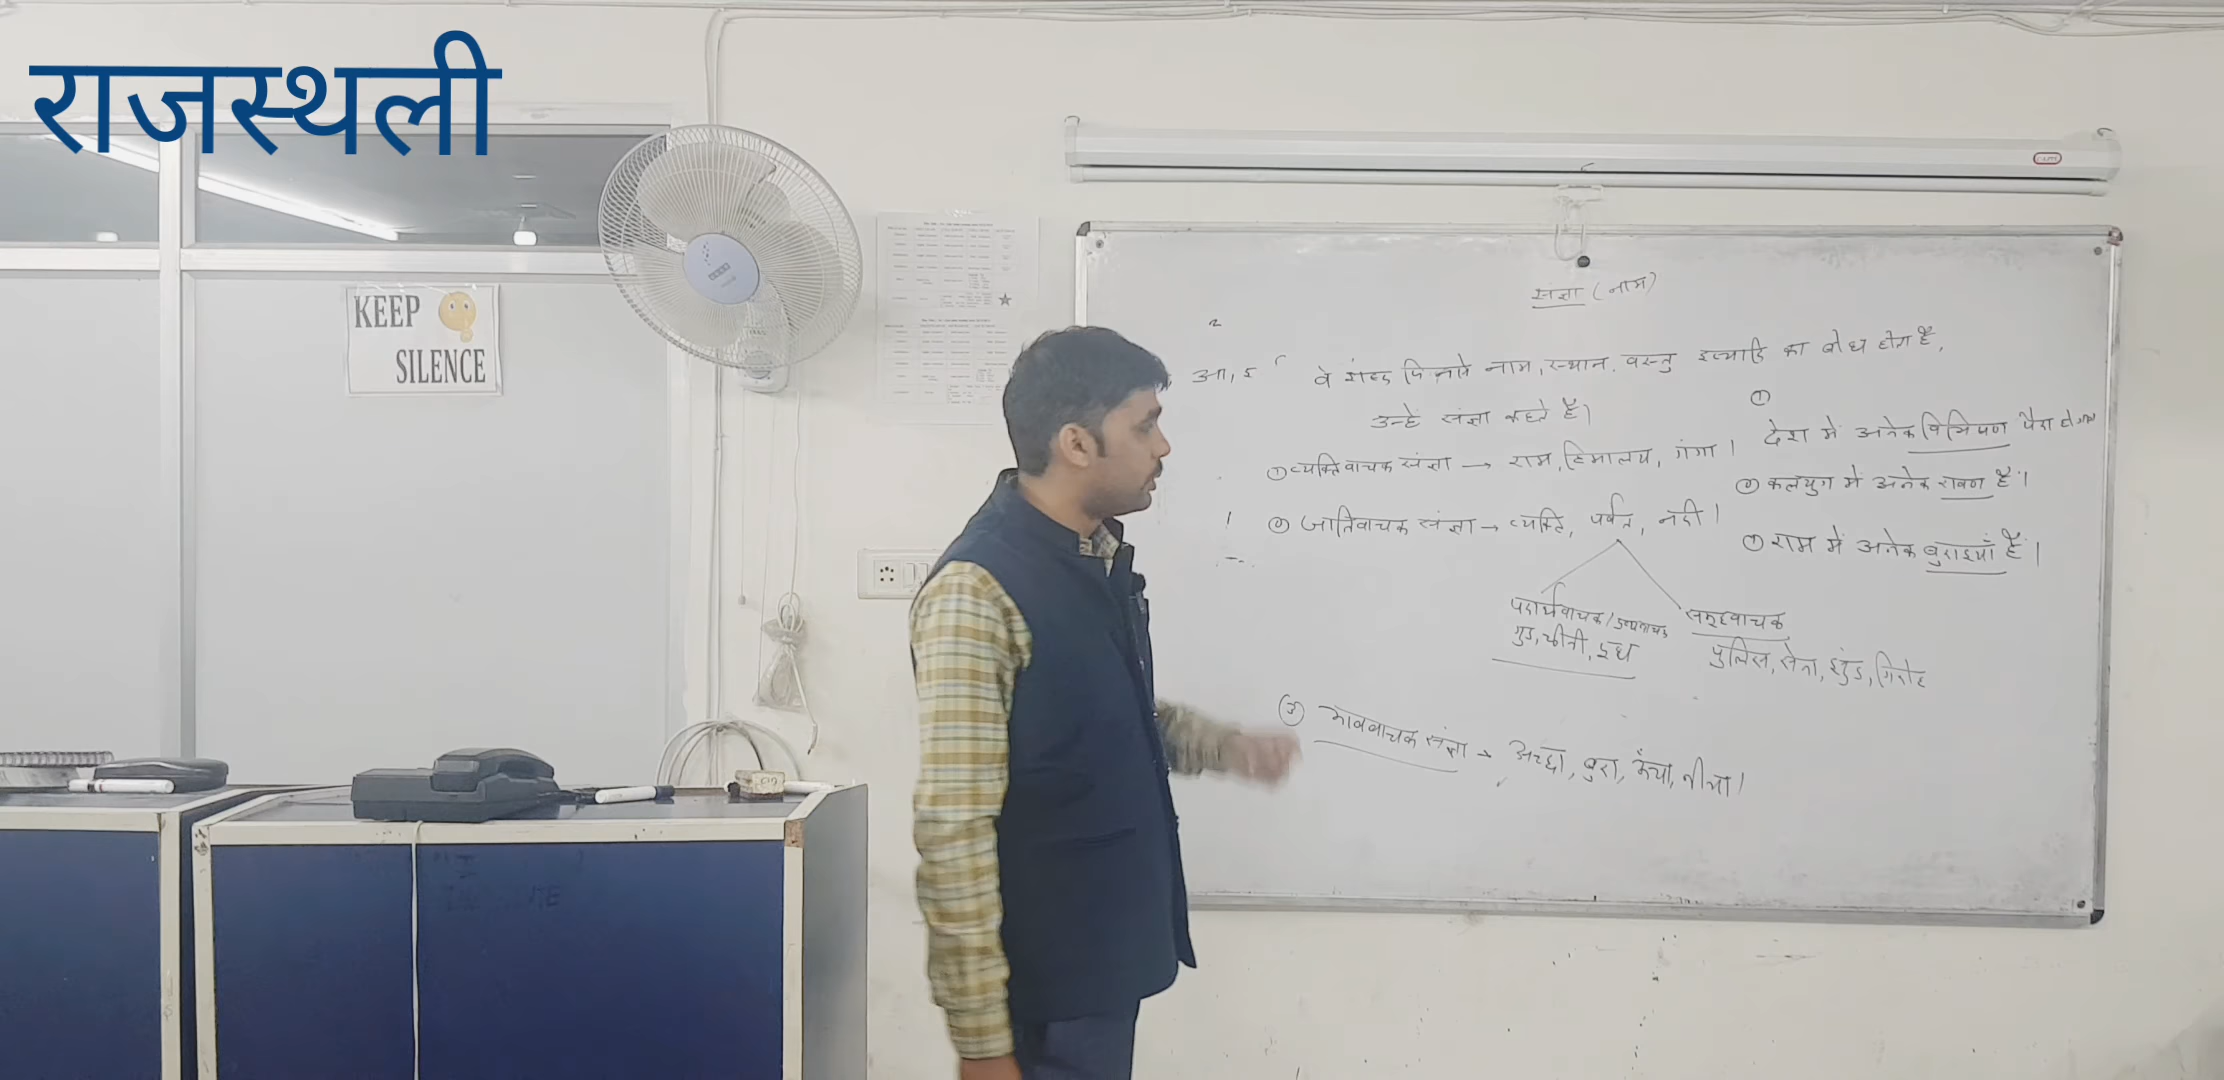 राजस्थली
KEEP
SILENCE
संज्ञा (नाम)
आ, इ
वे शब्द जिनसे नाम, स्थान, वस्तु इत्यादि का बोध होता है,
उन्हें संज्ञा कहते हैं।
① व्यक्तिवाचक संज्ञा → राम, हिमालय, गंगा।
② जातिवाचक संज्ञा → व्यक्ति, पर्वत, नदी।
①
देश में अनेक विभिषण पैदा हो गए
② कलयुग में अनेक रावण हैं।
① राम में अनेक बुराइयाँ हैं।
पदार्थवाचक / द्रव्यवाचक
गुड, चीनी, दूध
समूहवाचक
पुलिस, सेना, झुंड, गिरोह
③ भाववाचक संज्ञा → अच्छा, बुरा, ऊँचा, नीचा।